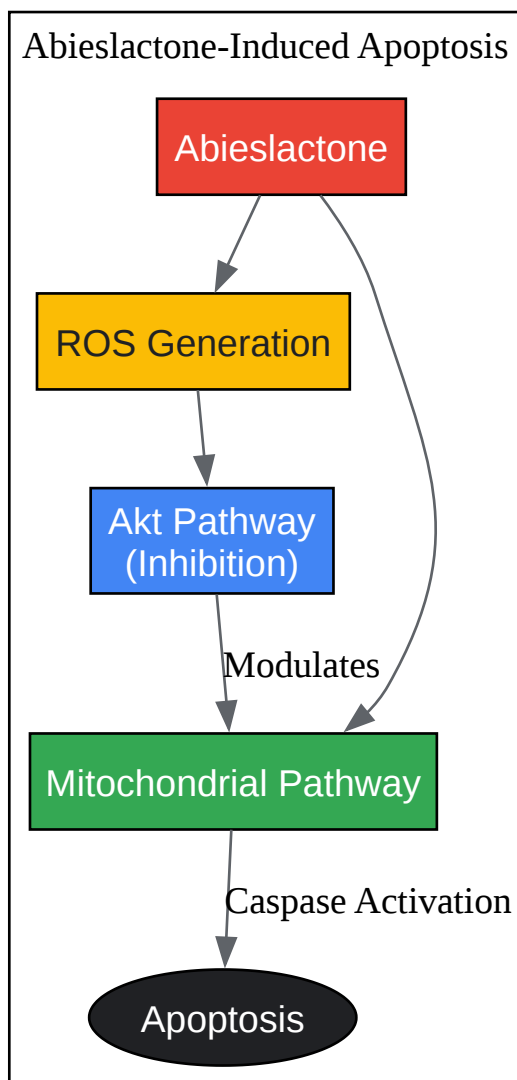 Abieslactone-Induced Apoptosis
Abieslactone
ROS Generation
Akt Pathway
(Inhibition)
Modulates
Mitochondrial Pathway
Caspase Activation
Apoptosis